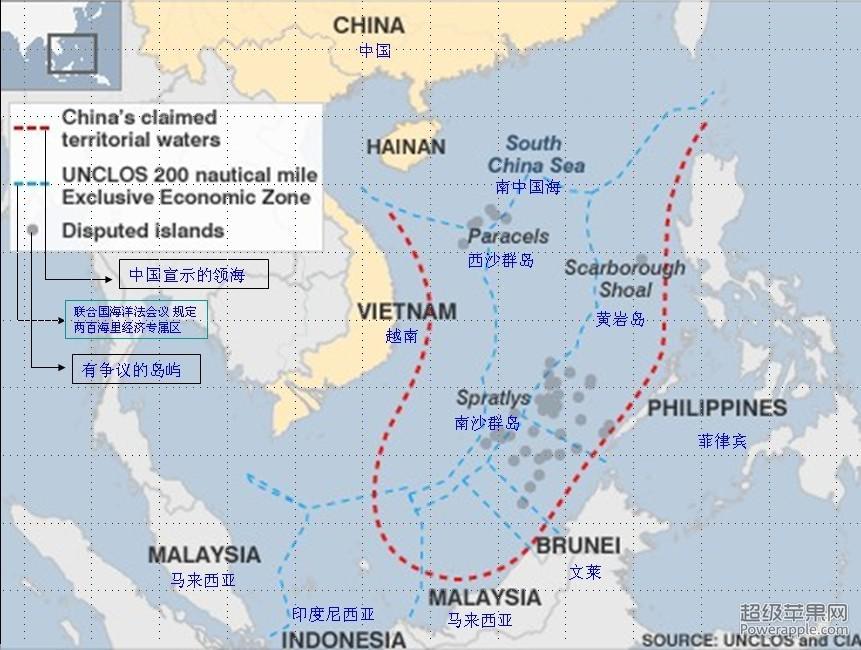 CHINA
中国
China's claimed
territorial waters
UNCLOS 200 nautical mile
Exclusive Economic Zone
Disputed islands
HAINAN
South
China Sea
南中国海
Paracels
西沙群岛
Scarborough
Shoal
黄岩岛
中国宣示的领海
联合国海洋法会议 规定
两百海里经济专属区
有争议的岛屿
VIETNAM
越南
Spratlys
南沙群岛
PHILIPPINES
菲律宾
MALAYSIA
马来西亚
BRUNEI
文莱
MALAYSIA
马来西亚
印度尼西亚
INDONESIA
超级苹果网
Powerapple.com
SOURCE: UNCLOS and CIA